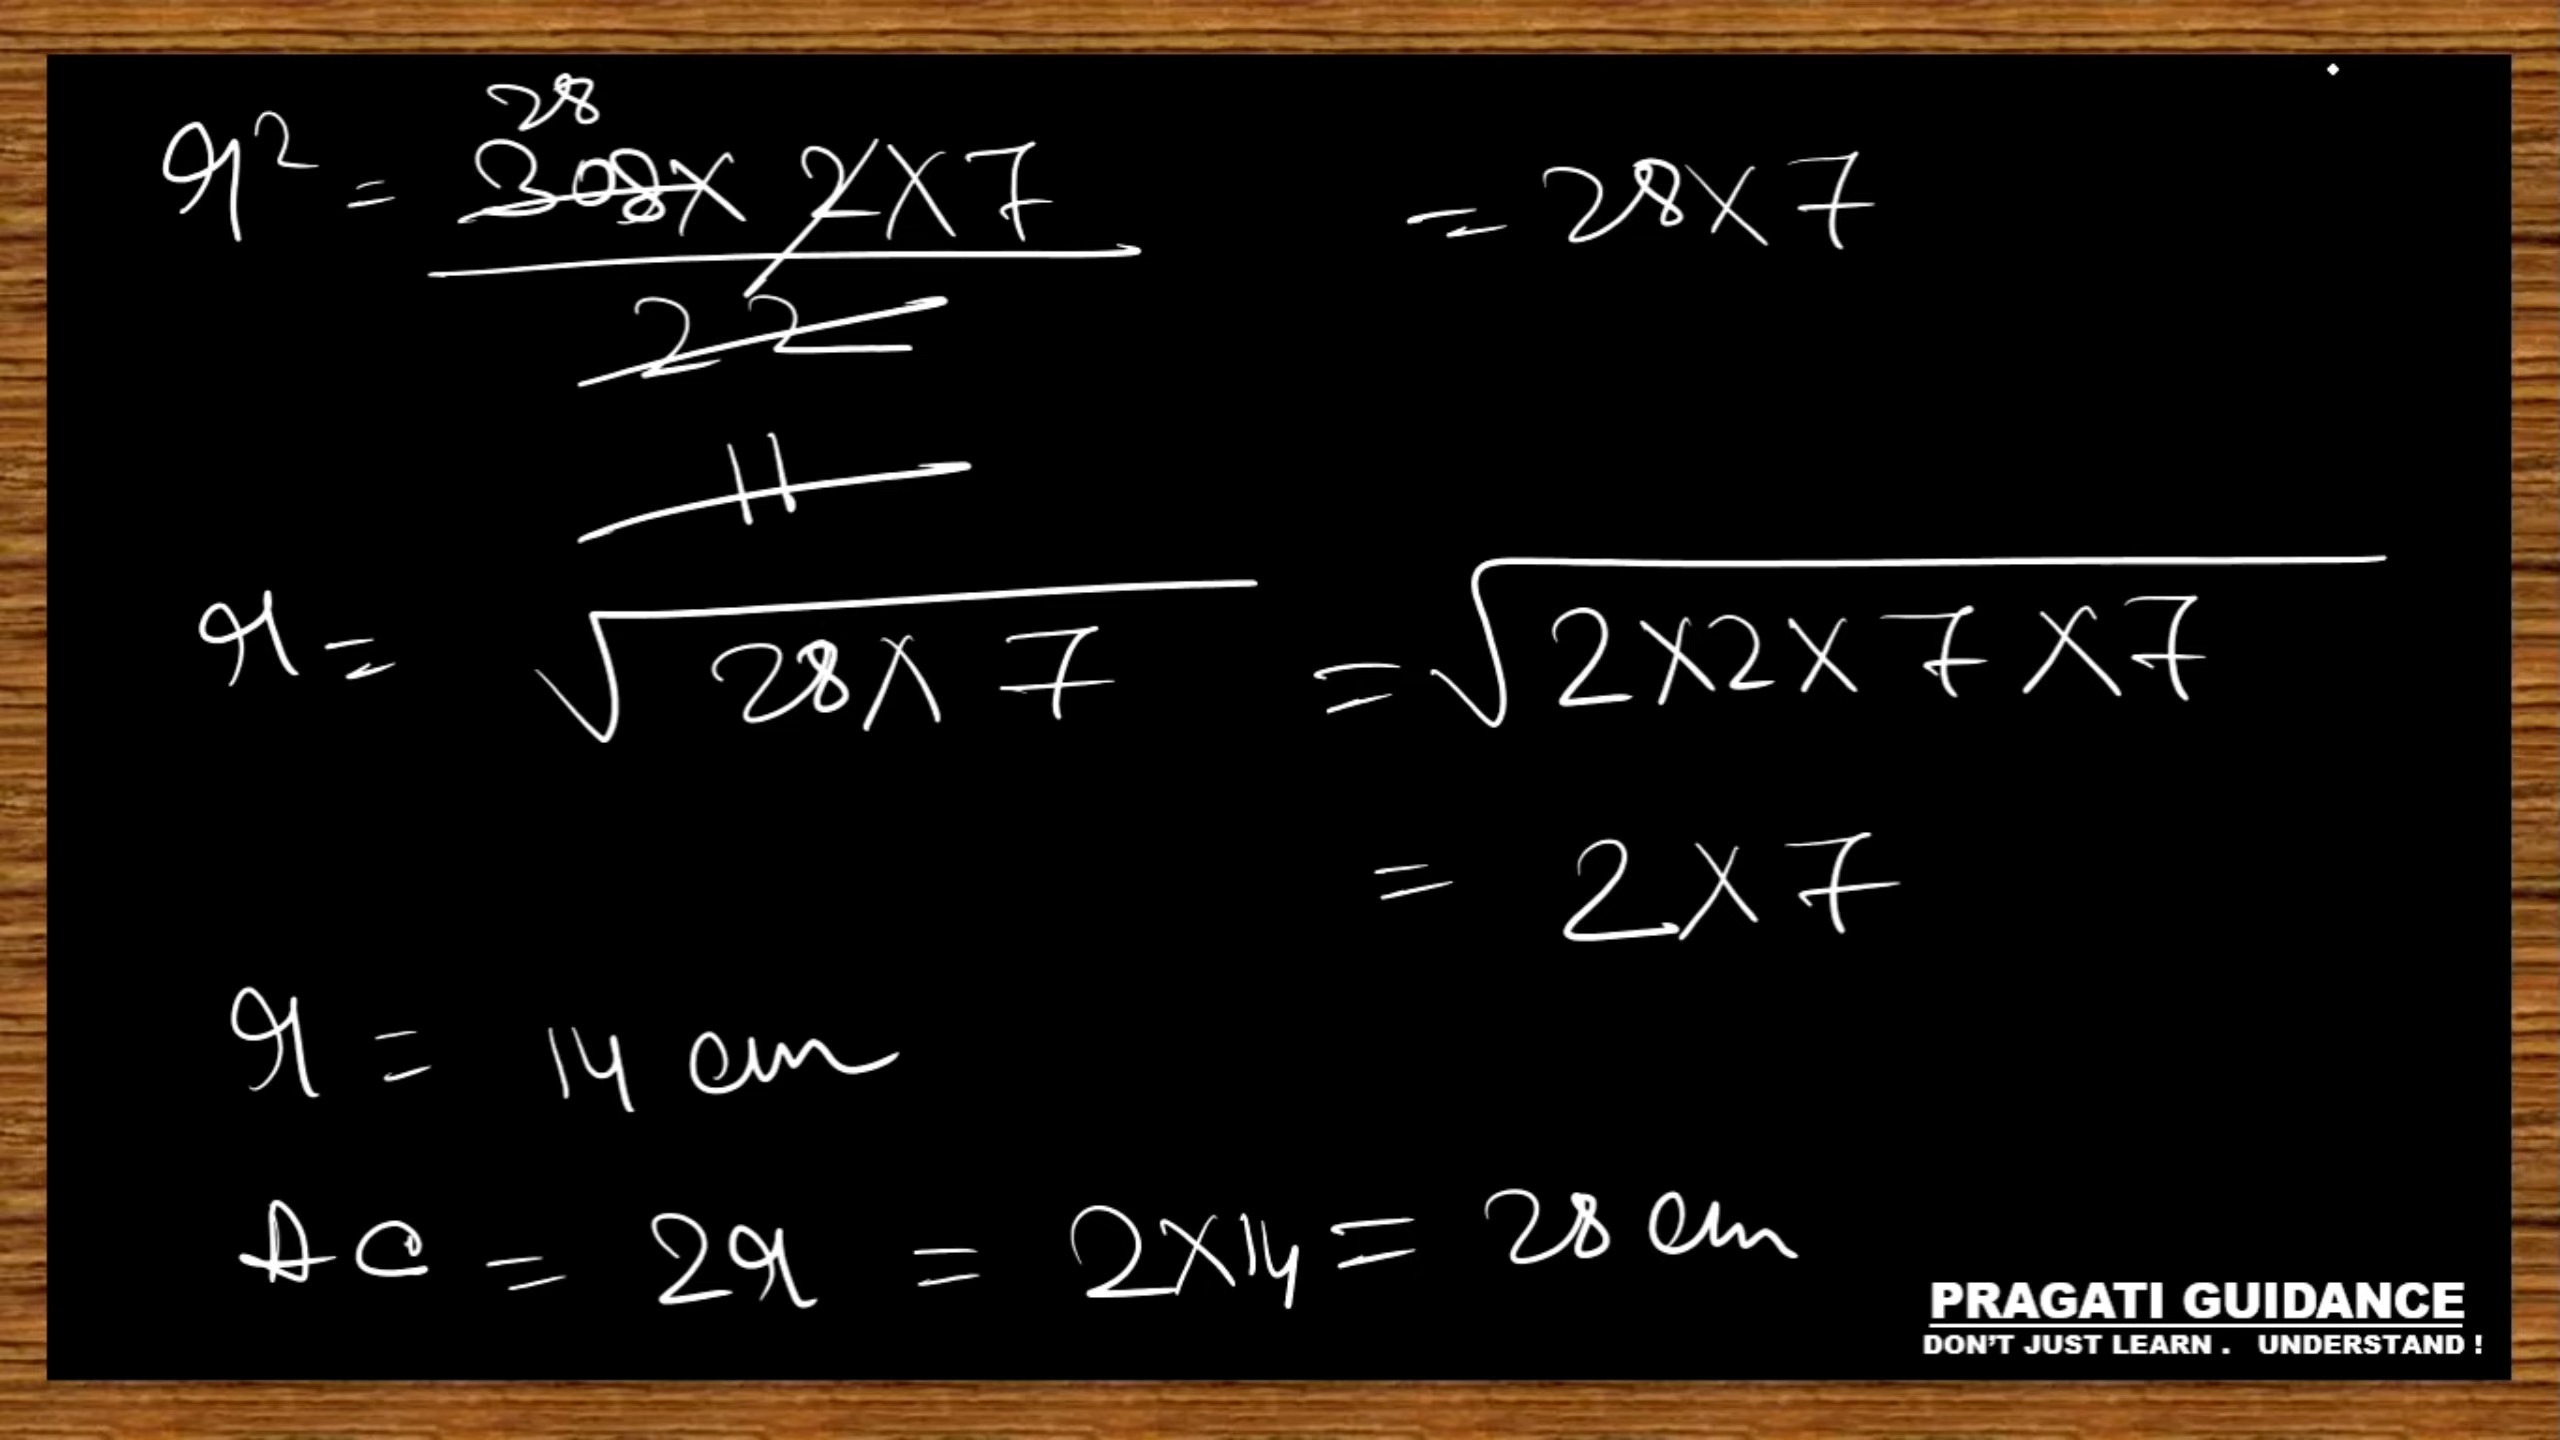 28
r² = 308 x 2 x 7 = 28 x 7
22
11
r = √28 x 7 = √2 x 2 x 7 x 7
= 2 x 7
r = 14 cm
AC = 2r = 2 x 14 = 28 cm
PRAGATI GUIDANCE
DON'T JUST LEARN . UNDERSTAND !